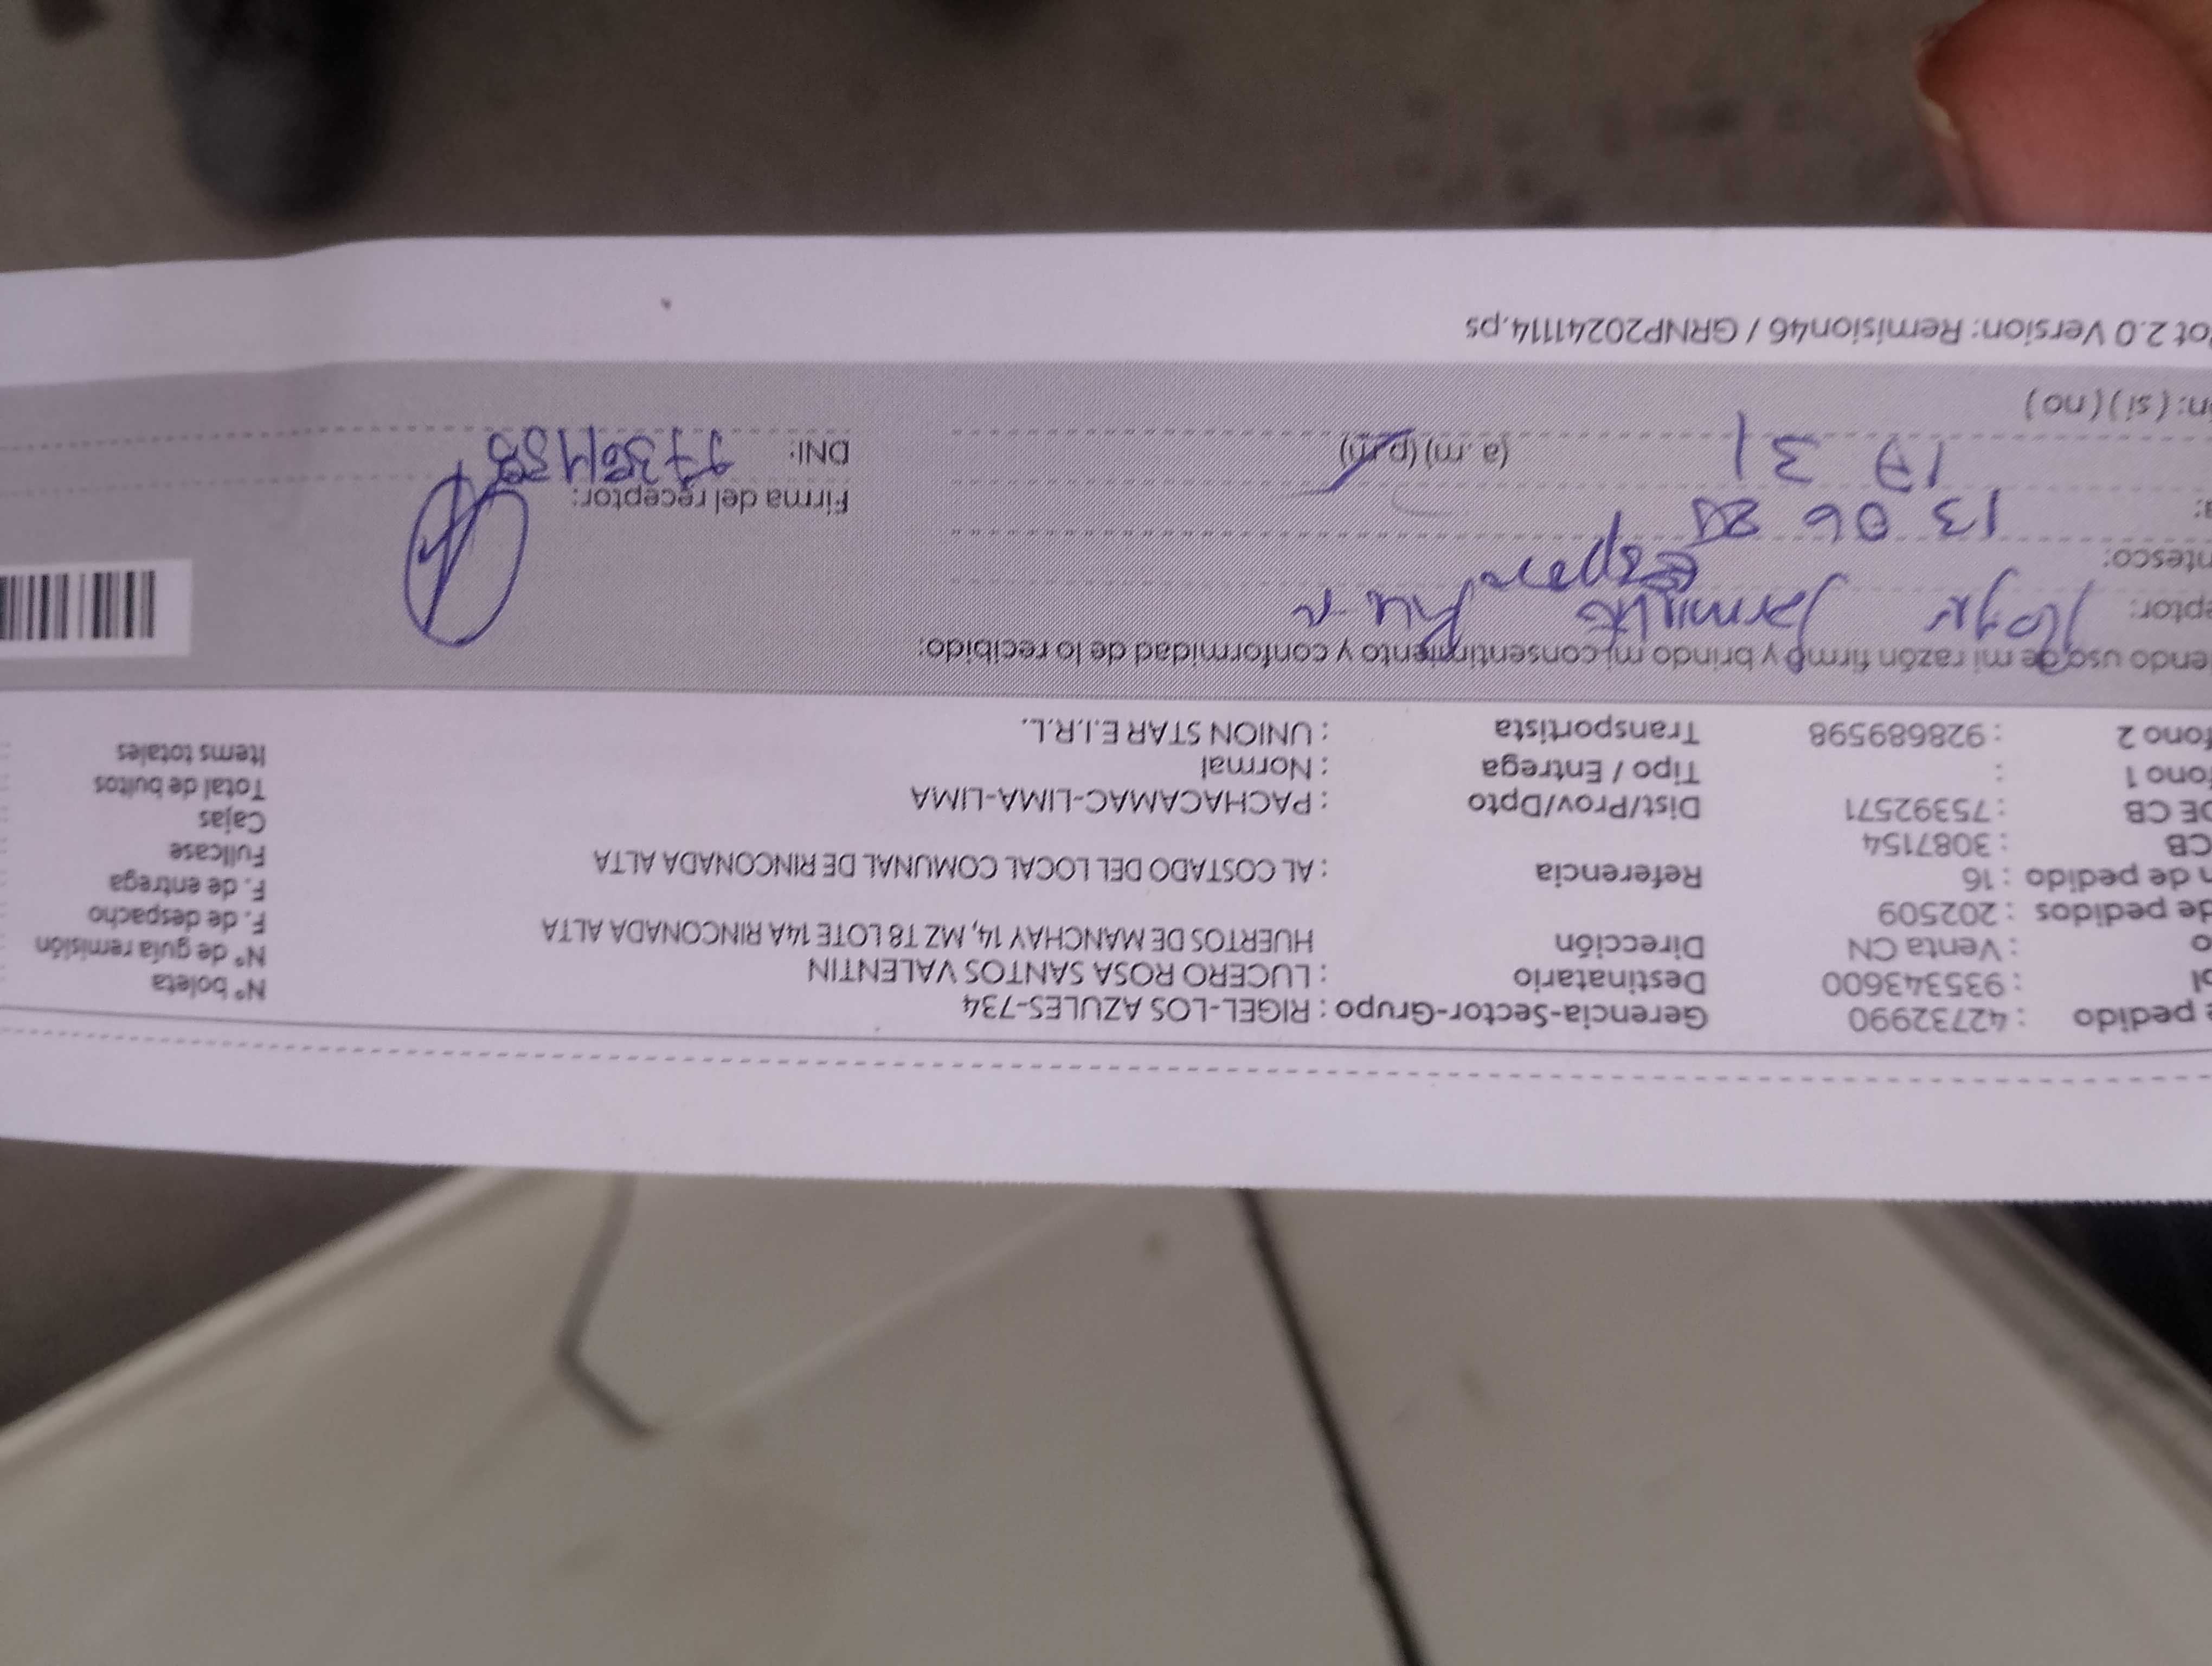 e pedido : 42732990 Gerencia-Sector-Grupo : RIGEL-LOS AZULES-734
ol : 935343600 Destinatario : LUCERO ROSA SANTOS VALENTIN N° boleta
o : Venta CN Dirección HUERTOS DE MANCHAY 14, MZ T8 LOTE 14A RINCONADA ALTA N° de guía remisión
de pedidos : 202509 F. de despacho
n de pedido : 16 Referencia : AL COSTADO DEL LOCAL COMUNAL DE RINCONADA ALTA F. de entrega
CB : 3087154 Fullcase
DE CB : 75392571 Dist/Prov/Dpto : PACHACAMAC-LIMA-LIMA Cajas
fono 1 : Tipo / Entrega : Normal Total de bultos
fono 2 : 928689598 Transportista : UNION STAR E.I.R.L. Items totales
endo uso de mi razón firmo y brindo mi consentimiento y conformidad de lo recibido:
eptor:
ntesco:
a: 13 06 Firma del receptor:
17 31 (a.m) (p.m) DNI:
n: ( si ) ( no )
Pot 2.0 Version: Remision46 / GRNP20241114.ps